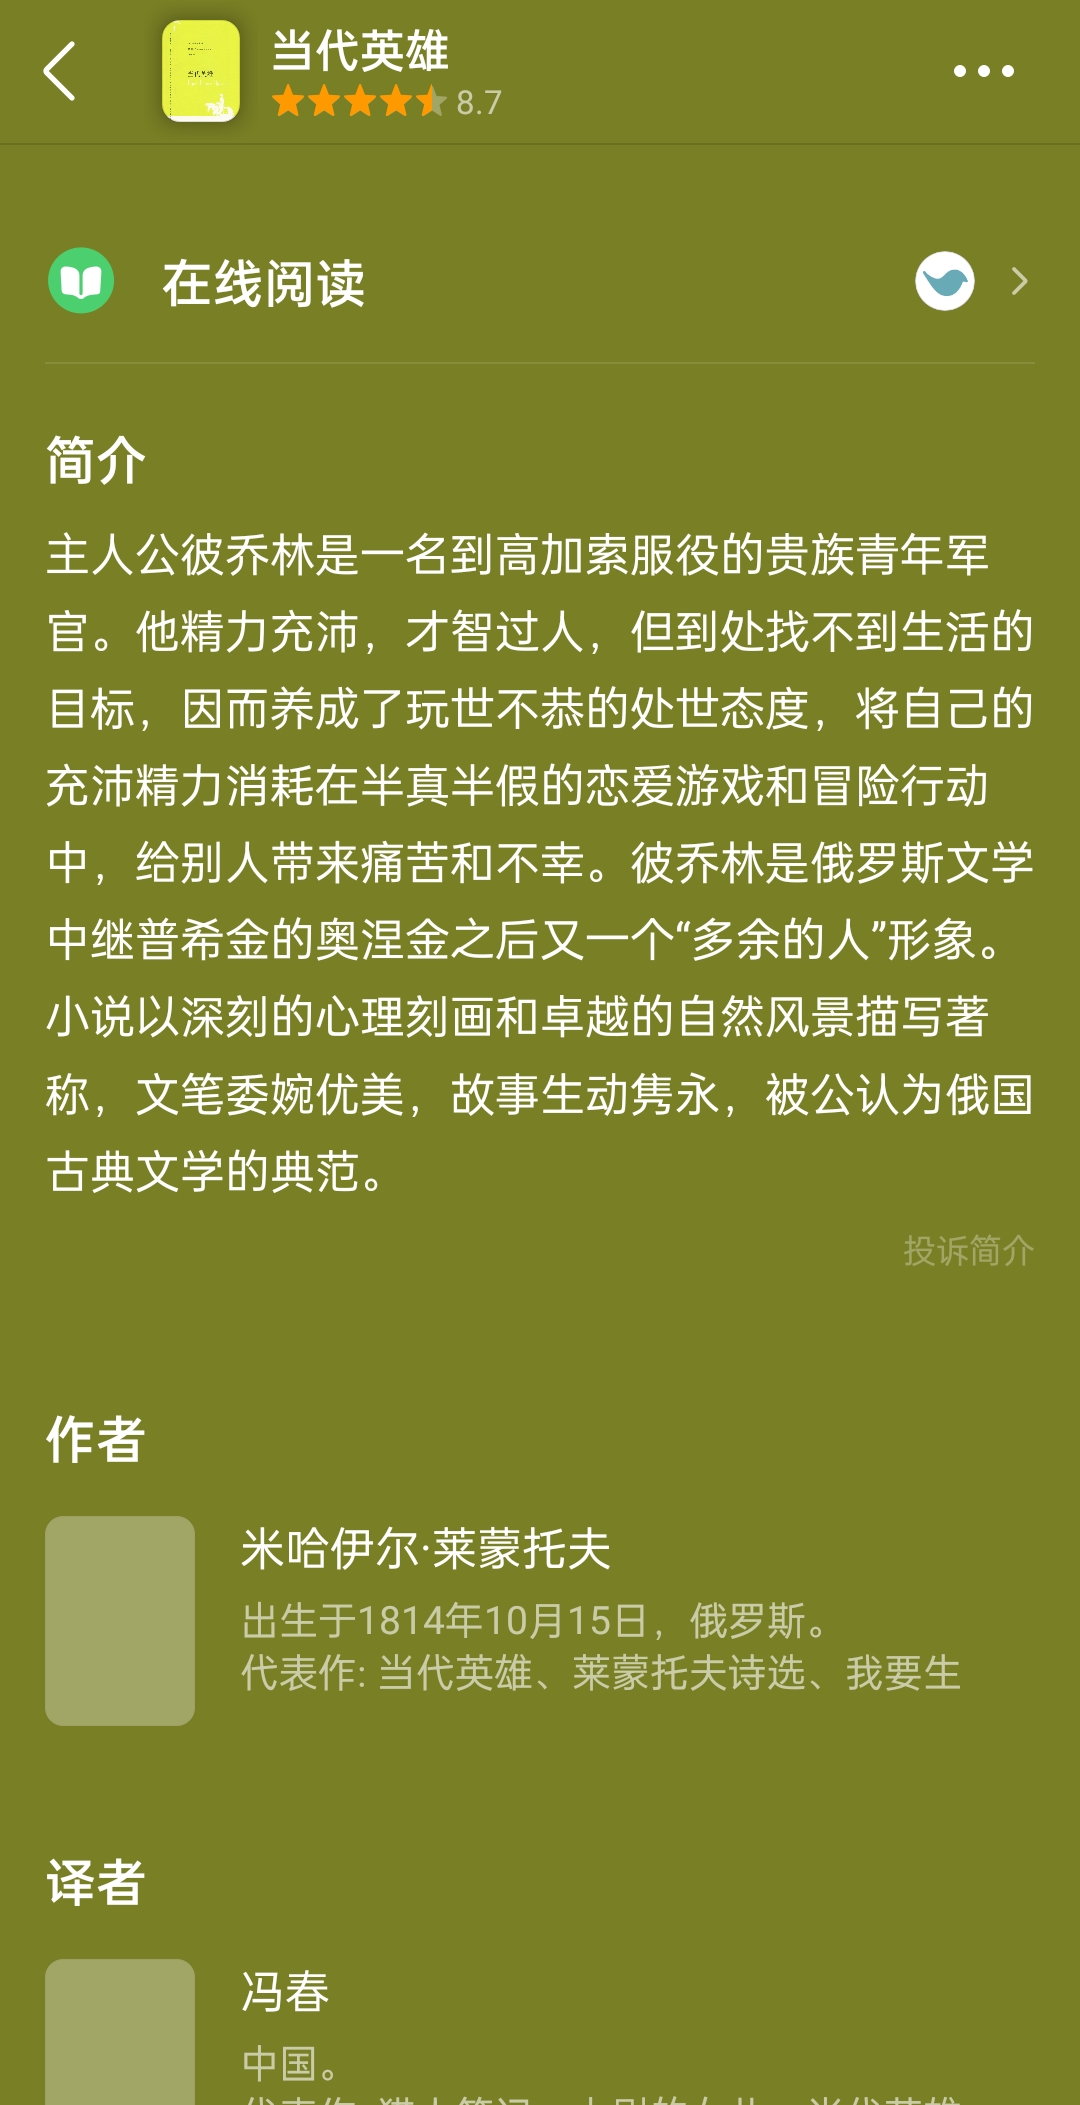 当代英雄
8.7
在线阅读
简介
主人公彼乔林是一名到高加索服役的贵族青年军
官。他精力充沛，才智过人，但到处找不到生活的
目标，因而养成了玩世不恭的处世态度，将自己的
充沛精力消耗在半真半假的恋爱游戏和冒险行动
中，给别人带来痛苦和不幸。彼乔林是俄罗斯文学
中继普希金的奥涅金之后又一个“多余的人”形象。
小说以深刻的心理刻画和卓越的自然风景描写著
称，文笔委婉优美，故事生动隽永，被公认为俄国
古典文学的典范。
投诉简介
作者
米哈伊尔·莱蒙托夫
出生于1814年10月15日，俄罗斯。
代表作: 当代英雄、莱蒙托夫诗选、我要生
译者
冯春
中国。